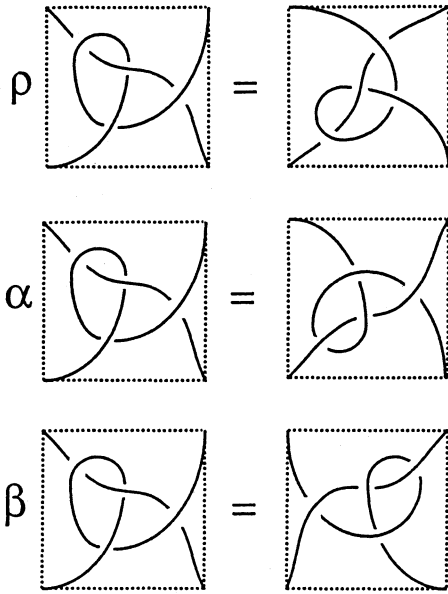 ρ =
α =
β =